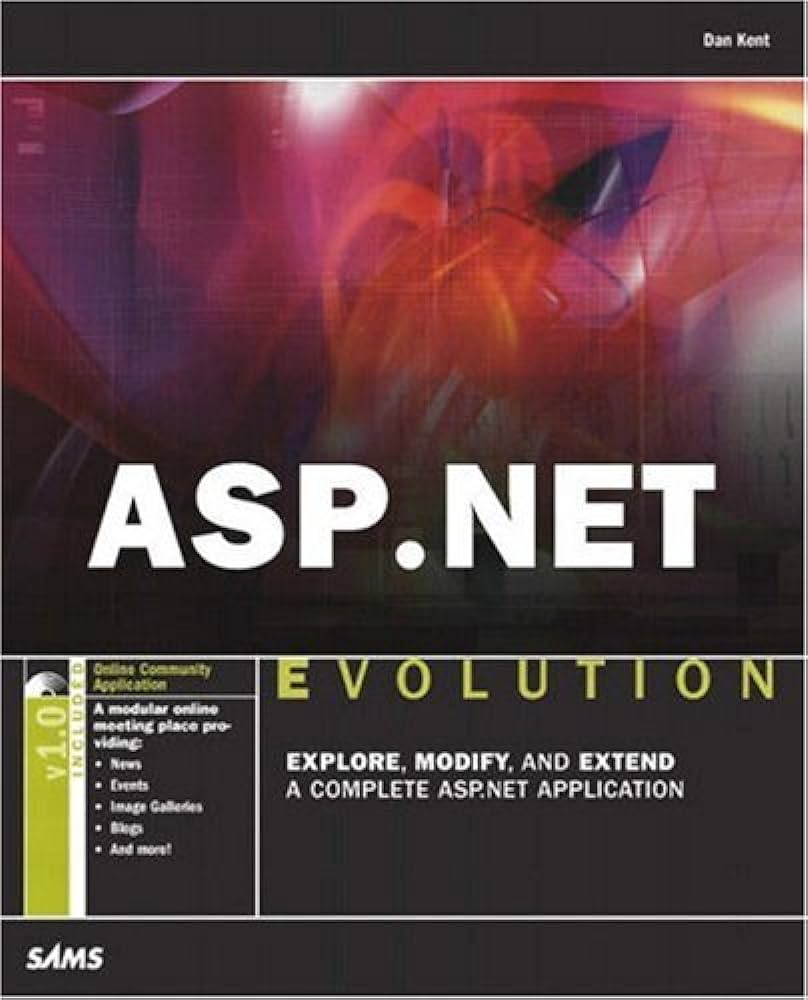 Dan Kent
ASP.NET
EVOLUTION
v1.0
INCLUDED
Online Community
Application
A modular online
meeting place pro-
viding:
• News
• Events
• Image Galleries
• Blogs
• And more!
EXPLORE, MODIFY, AND EXTEND
A COMPLETE ASP.NET APPLICATION
SAMS